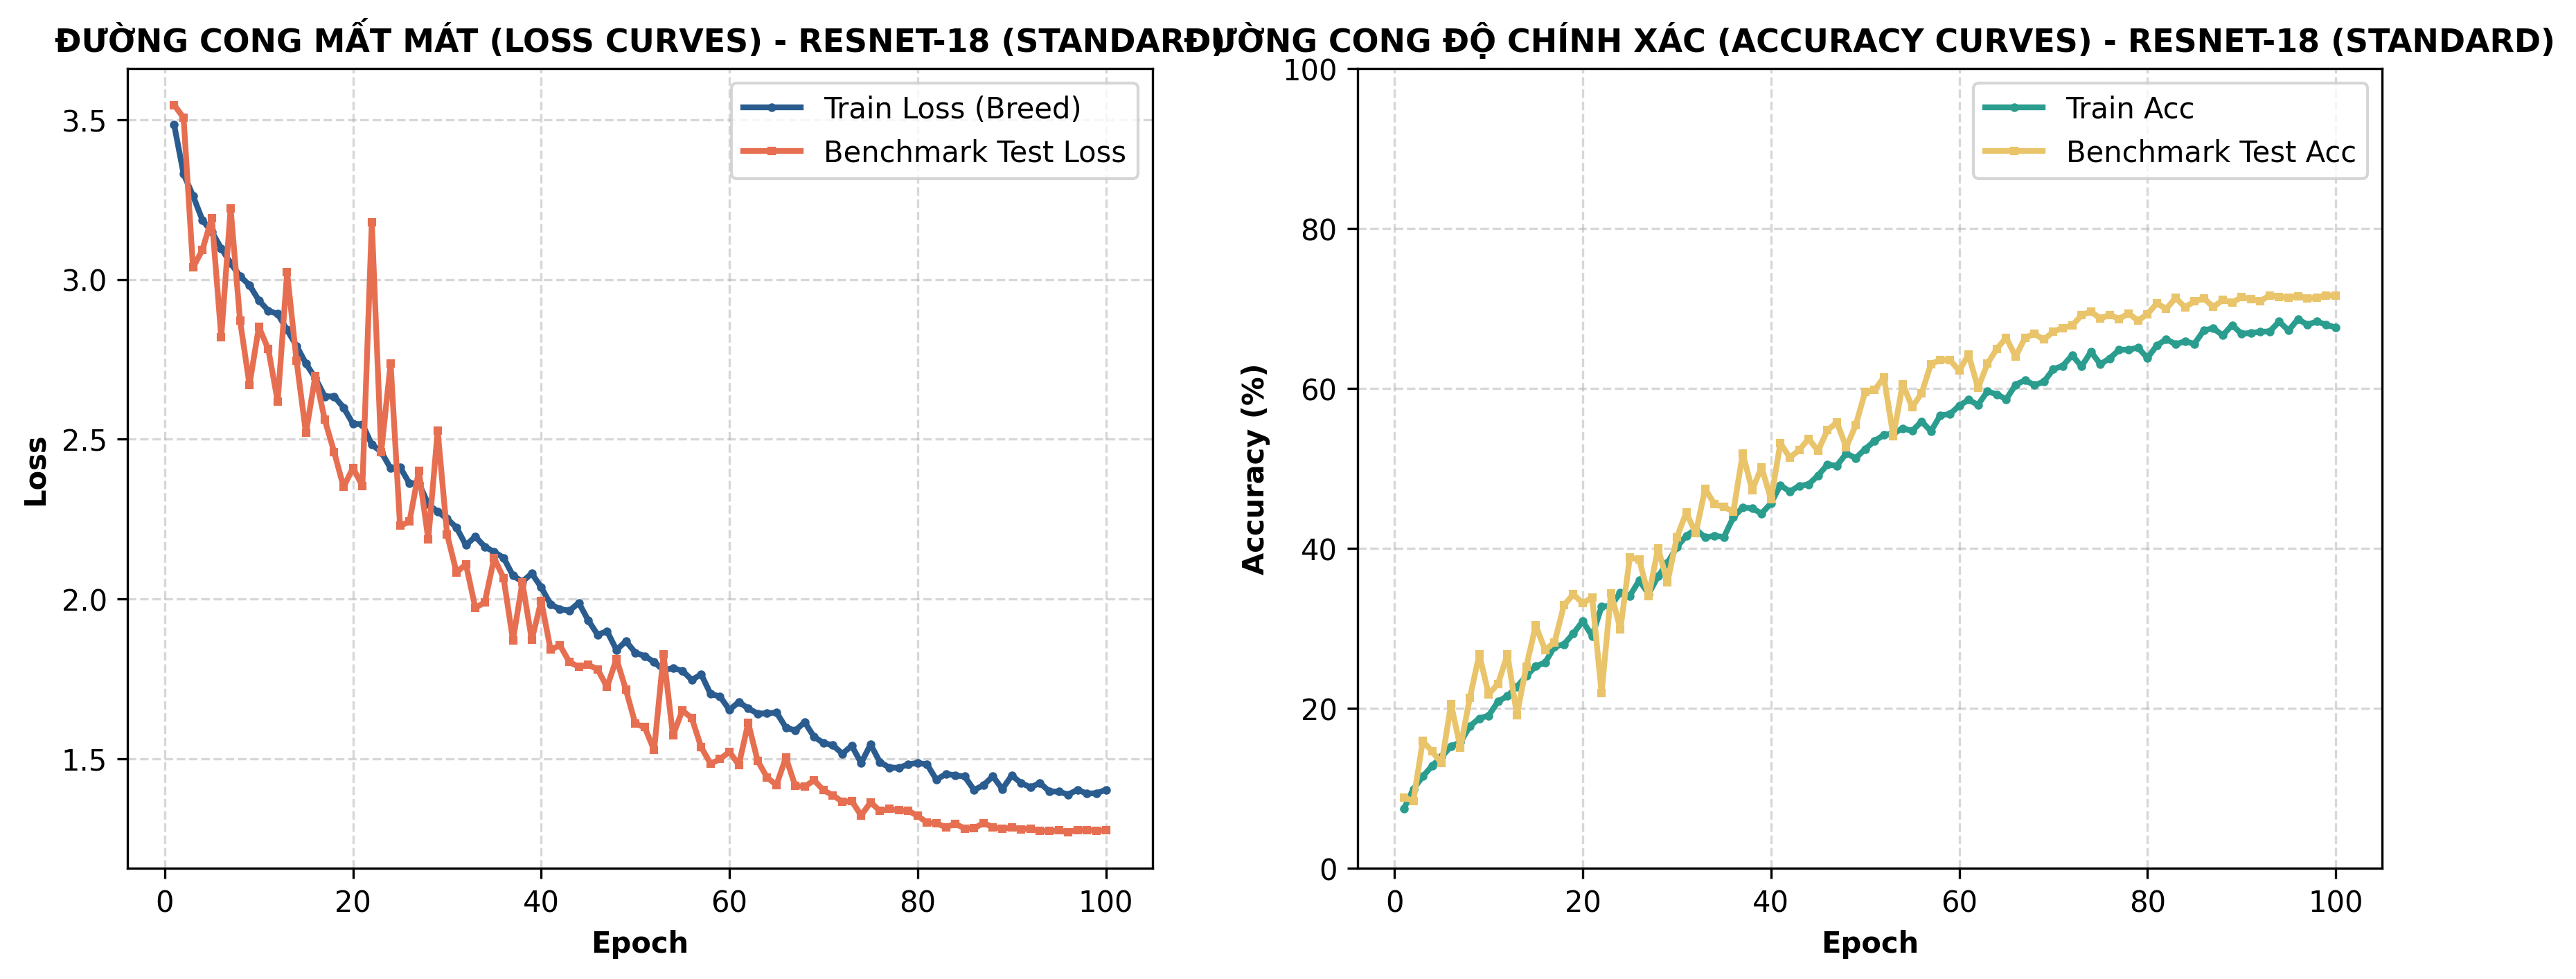 ĐƯỜNG CONG MẤT MÁT (LOSS CURVES) - RESNET-18 (STANDARD)
Train Loss (Breed)
Benchmark Test Loss
3.5
3.0
2.5
2.0
1.5
Loss
0 20 40 60 80 100
Epoch
ĐƯỜNG CONG ĐỘ CHÍNH XÁC (ACCURACY CURVES) - RESNET-18 (STANDARD)
Train Acc
Benchmark Test Acc
100
80
60
40
20
0
Accuracy (%)
0 20 40 60 80 100
Epoch